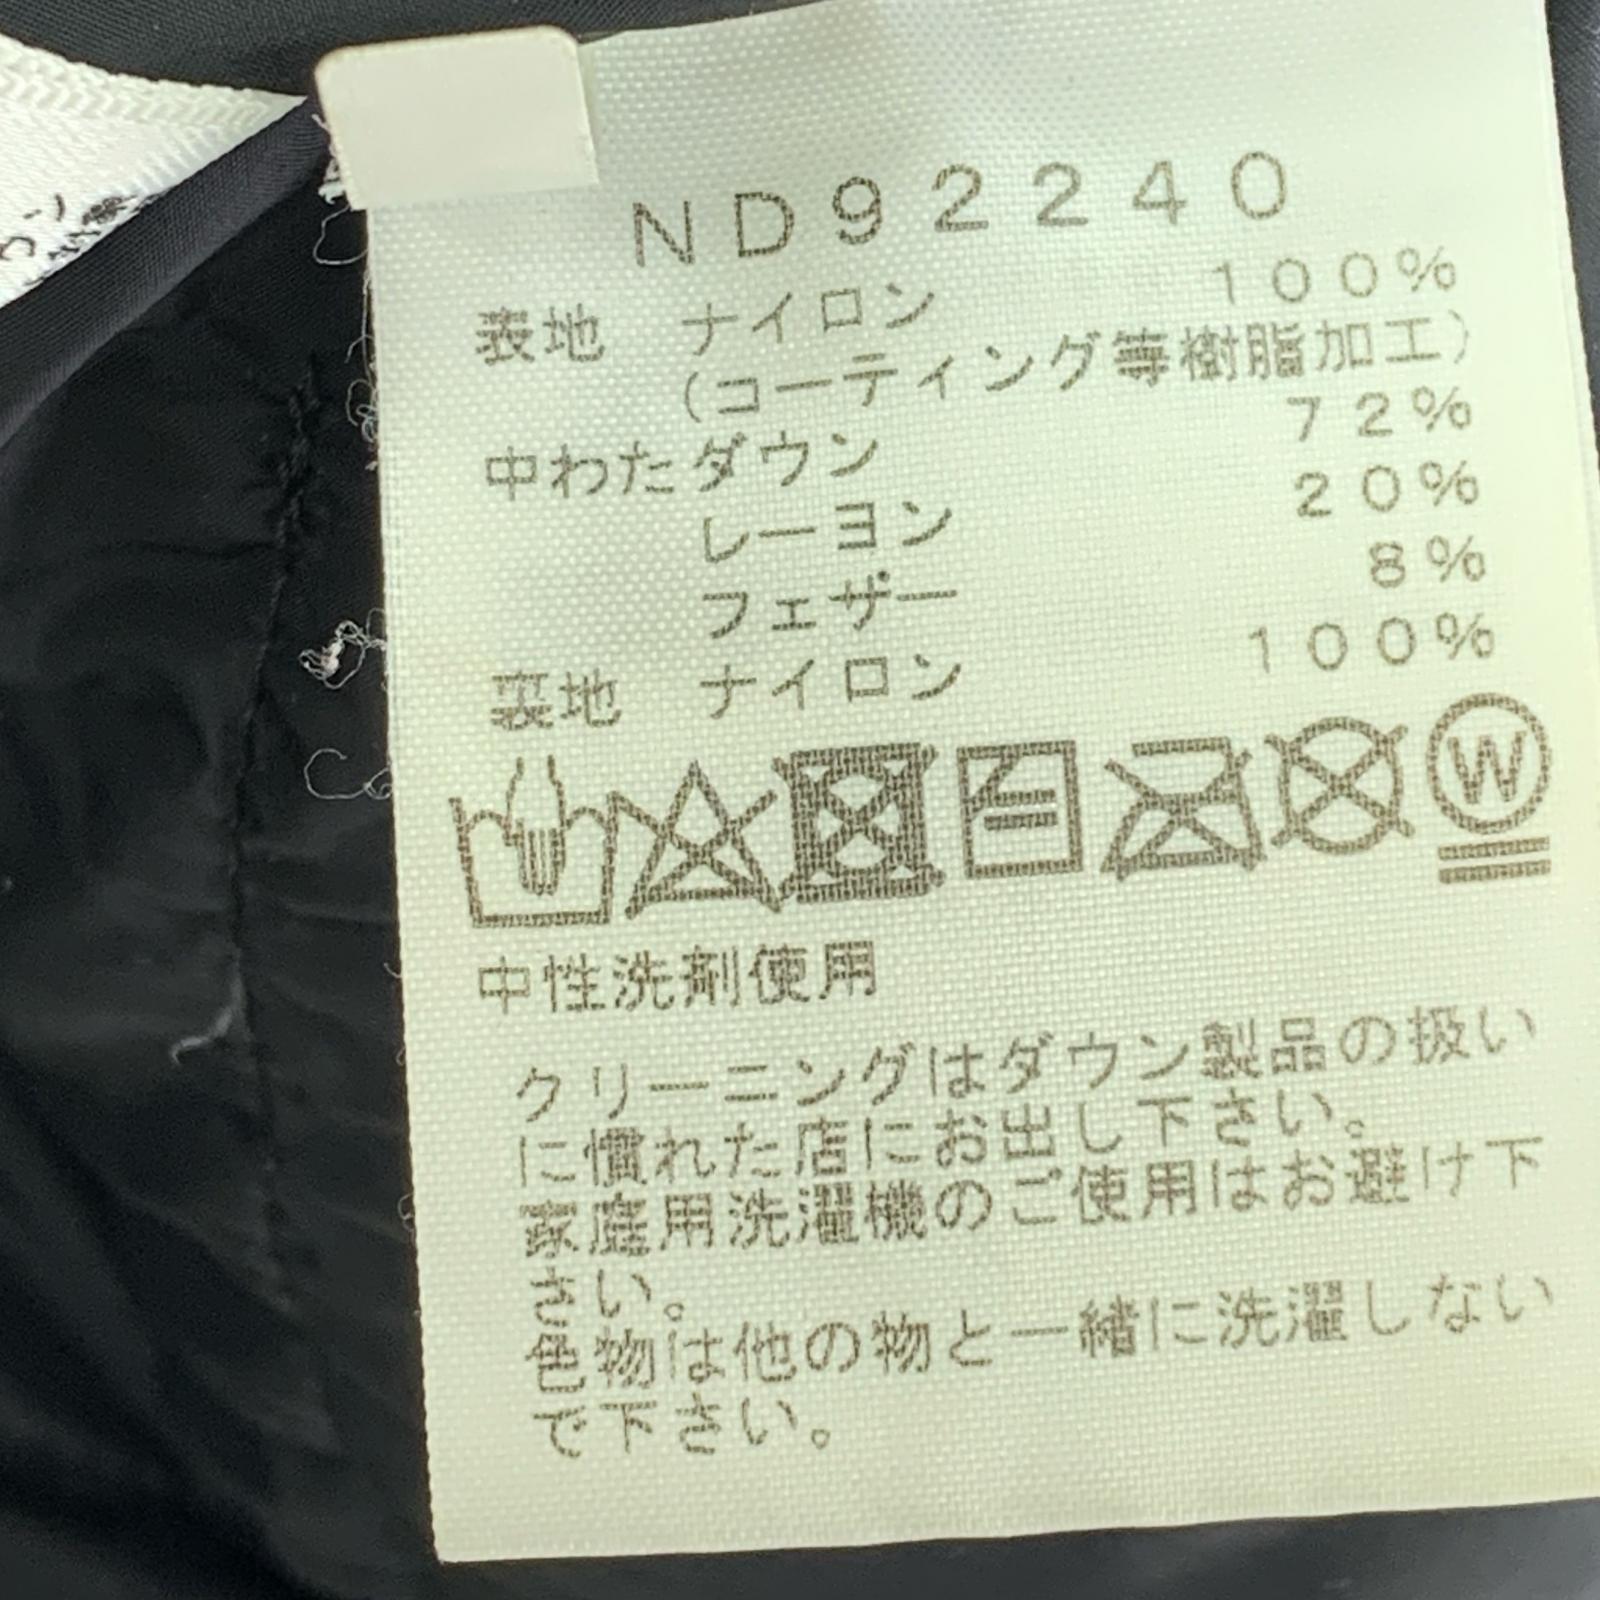 ND92240
表地 ナイロン 100%
(コーティング等樹脂加工)
中わた ダウン 72%
レーヨン 20%
フェザー 8%
裏地 ナイロン 100%
W
中性洗剤使用
クリーニングはダウン製品の扱い
に慣れた店にお出し下さい。
家庭用洗濯機のご使用はお避け下
さい。
色物は他の物と一緒に洗濯しない
で下さい。